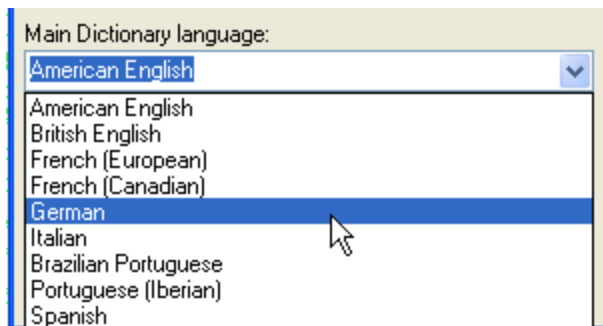 Main Dictionary language:
American English
American English
British English
French (European)
French (Canadian)
German
Italian
Brazilian Portuguese
Portuguese (Iberian)
Spanish